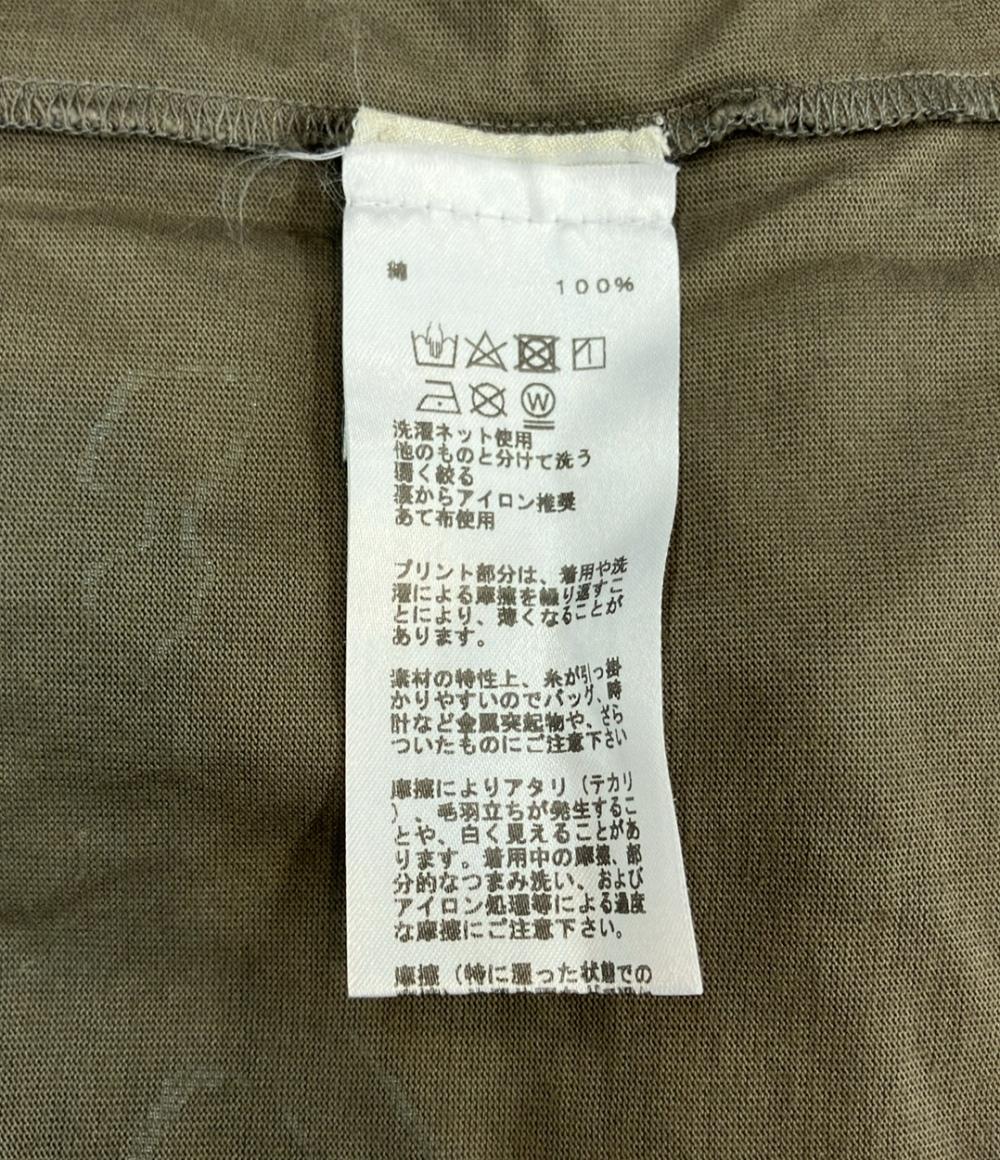 綿
100%
W
洗濯ネット使用
他のものと分けて洗う
弱く絞る
裏からアイロン推奨
あて布使用
プリント部分は、着用や洗
濯による摩擦を繰り返すこ
とにより、薄くなることが
あります。
素材の特性上、糸が引っ掛
かりやすいのでバッグ、時
計など金属突起物や、ざら
ついたものにご注意下さい
摩擦によりアタリ（テカリ
）、毛羽立ちが発生するこ
とや、白く見えることがあ
ります。着用中の摩擦、部
分的なつまみ洗い、および
アイロン処理等による過度
な摩擦にご注意下さい。
摩擦（特に湿った状態での